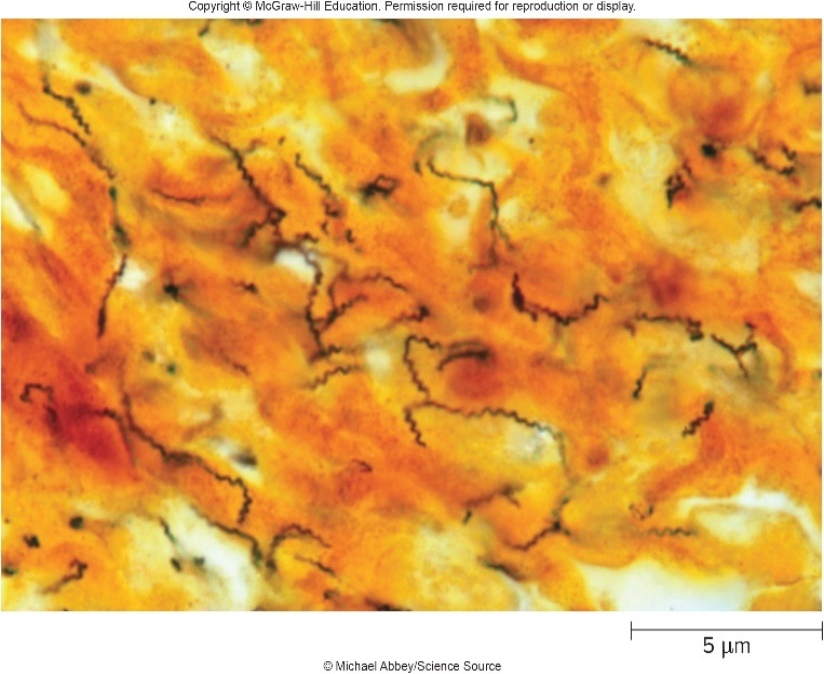 Copyright © McGraw-Hill Education. Permission required for reproduction or display.
5 μm
© Michael Abbey/Science Source